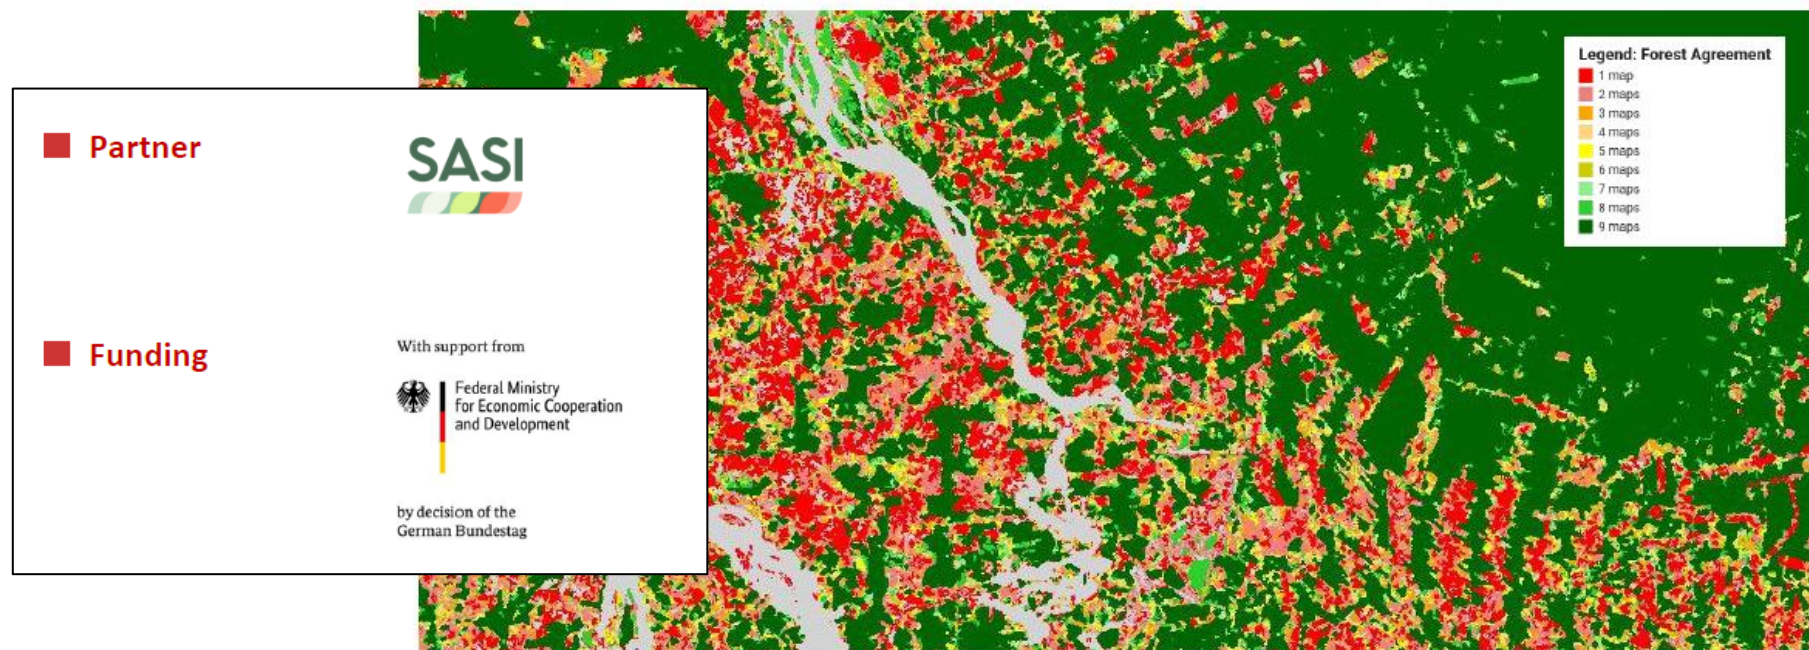 Partner
SASI
Funding
With support from
Federal Ministry
for Economic Cooperation
and Development
by decision of the
German Bundestag
Legend: Forest Agreement
1 map
2 maps
3 maps
4 maps
5 maps
6 maps
7 maps
8 maps
9 maps